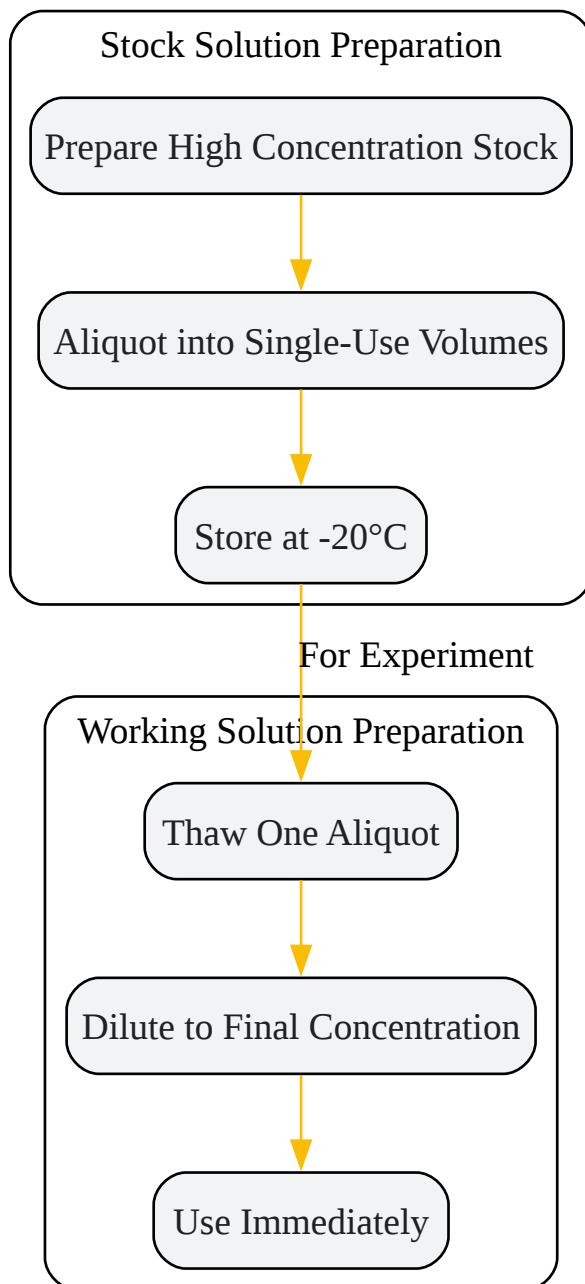 Stock Solution Preparation
Prepare High Concentration Stock
Aliquot into Single-Use Volumes
Store at -20°C
For Experiment
Working Solution Preparation
Thaw One Aliquot
Dilute to Final Concentration
Use Immediately